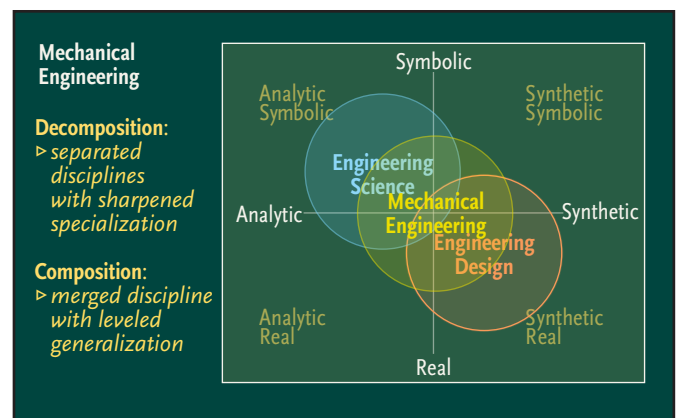 Mechanical
Engineering
Decomposition:
▹ separated
disciplines
with sharpened
specialization
Composition:
▹ merged discipline
with leveled
generalization
Symbolic
Analytic
Symbolic
Synthetic
Symbolic
Engineering
Science
Mechanical
Engineering
Analytic
Synthetic
Engineering
Design
Analytic
Real
Synthetic
Real
Real